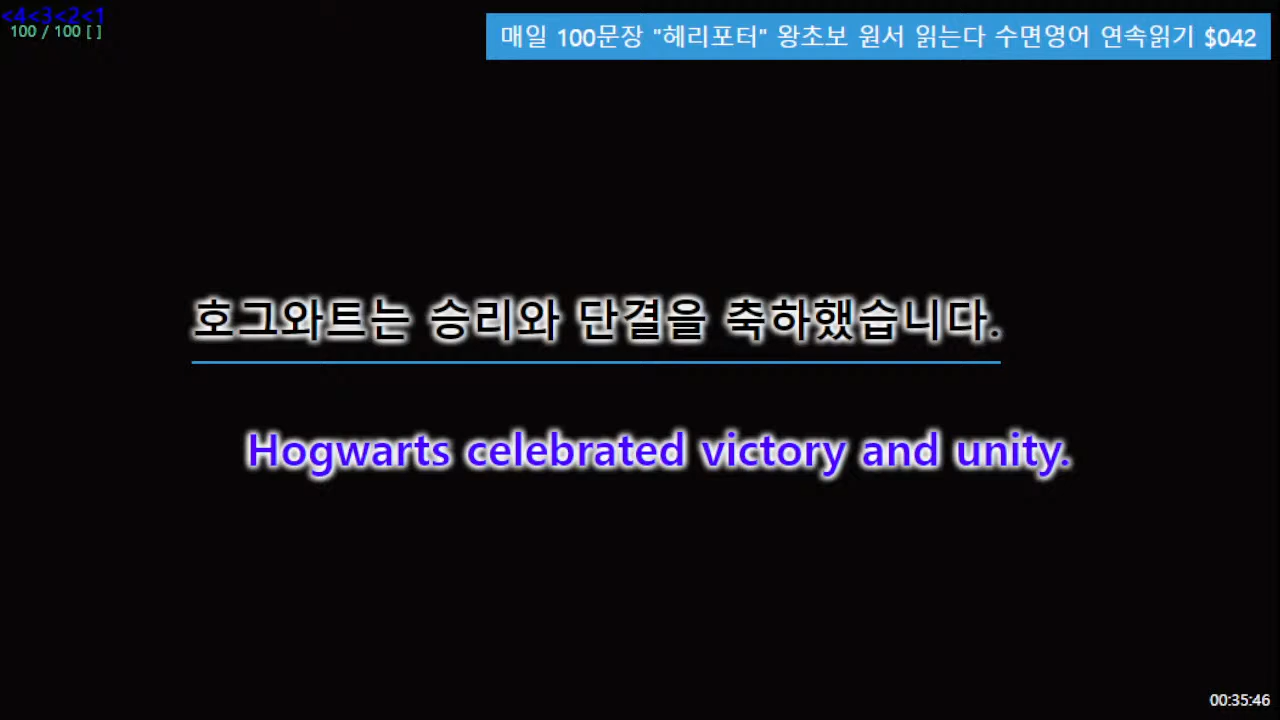 <4<3<2<1
100 / 100 [ ]
매일 100문장 "헤리포터" 왕초보 원서 읽는다 수면영어 연속읽기 $042
호그와트는 승리와 단결을 축하했습니다.
Hogwarts celebrated victory and unity.
00:35:46